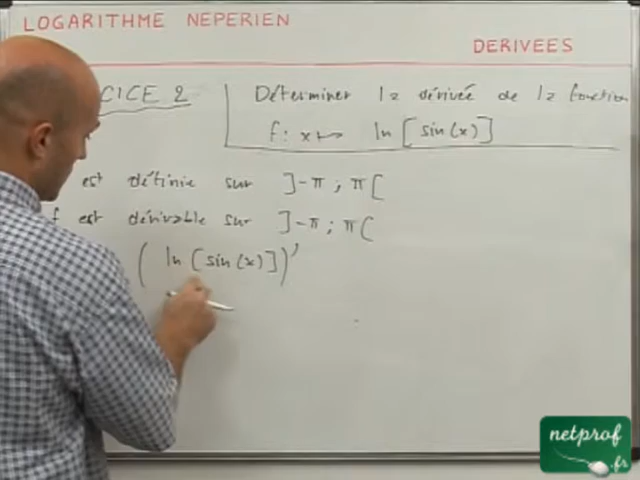 LOGARITHME NEPERIEN
DERIVEES
CICE 2
Déterminer la dérivée de la fonction
f: x ↦ ln [sin(x)]
est définie sur ]-π ; π[
f est dérivable sur ]-π ; π[
( ln [sin(x)] )'
netprof
.fr